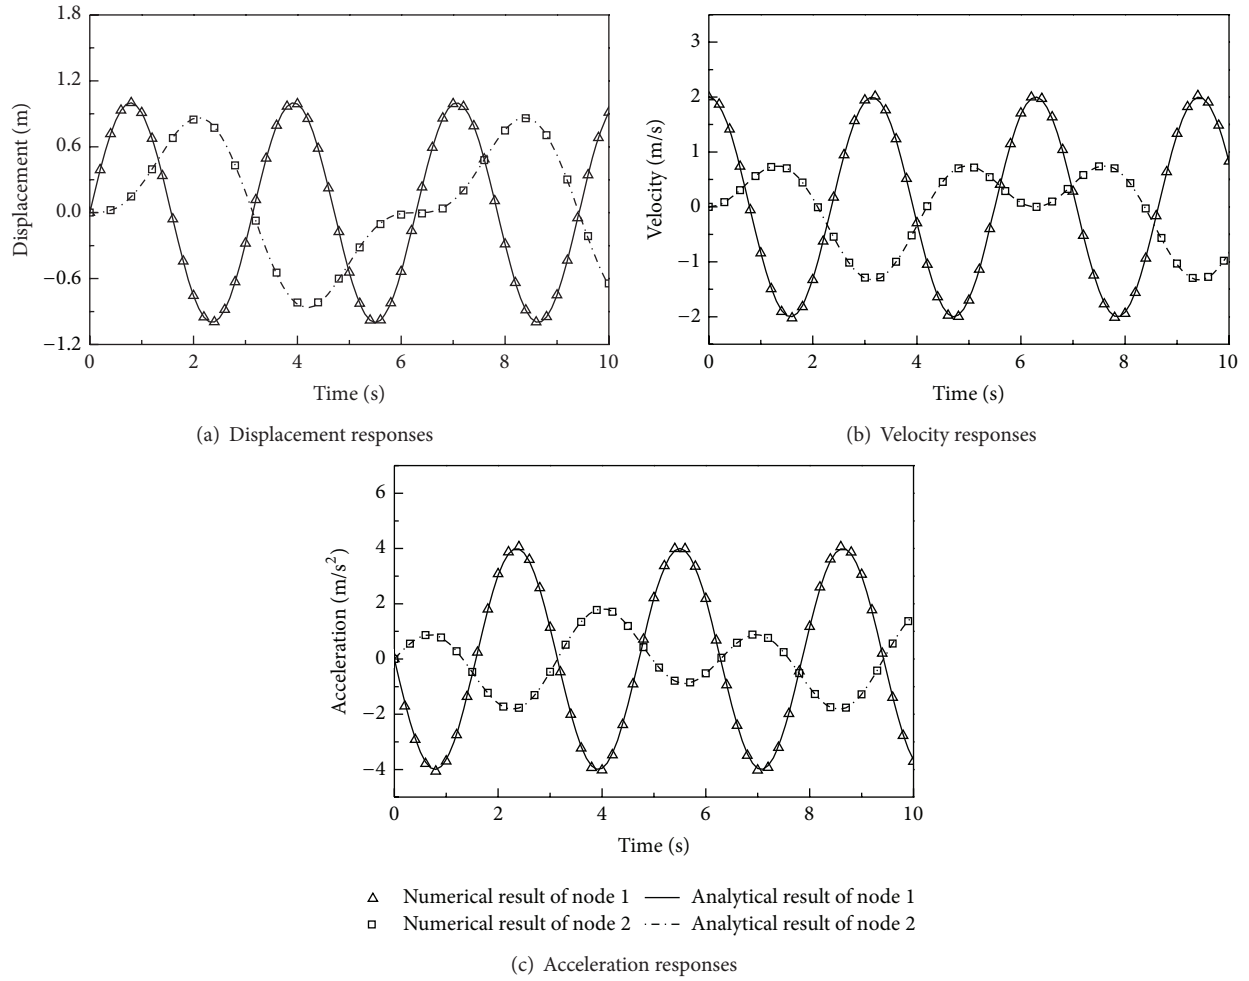 1.8
1.2
0.6
0.0
−0.6
−1.2
Displacement (m)
0 2 4 6 8 10
Time (s)
(a) Displacement responses
3
2
1
0
−1
−2
Velocity (m/s)
0 2 4 6 8 10
Time (s)
(b) Velocity responses
6
4
2
0
−2
−4
Acceleration (m/s²)
0 2 4 6 8 10
Time (s)
Numerical result of node 1 Analytical result of node 1
Numerical result of node 2 Analytical result of node 2
(c) Acceleration responses